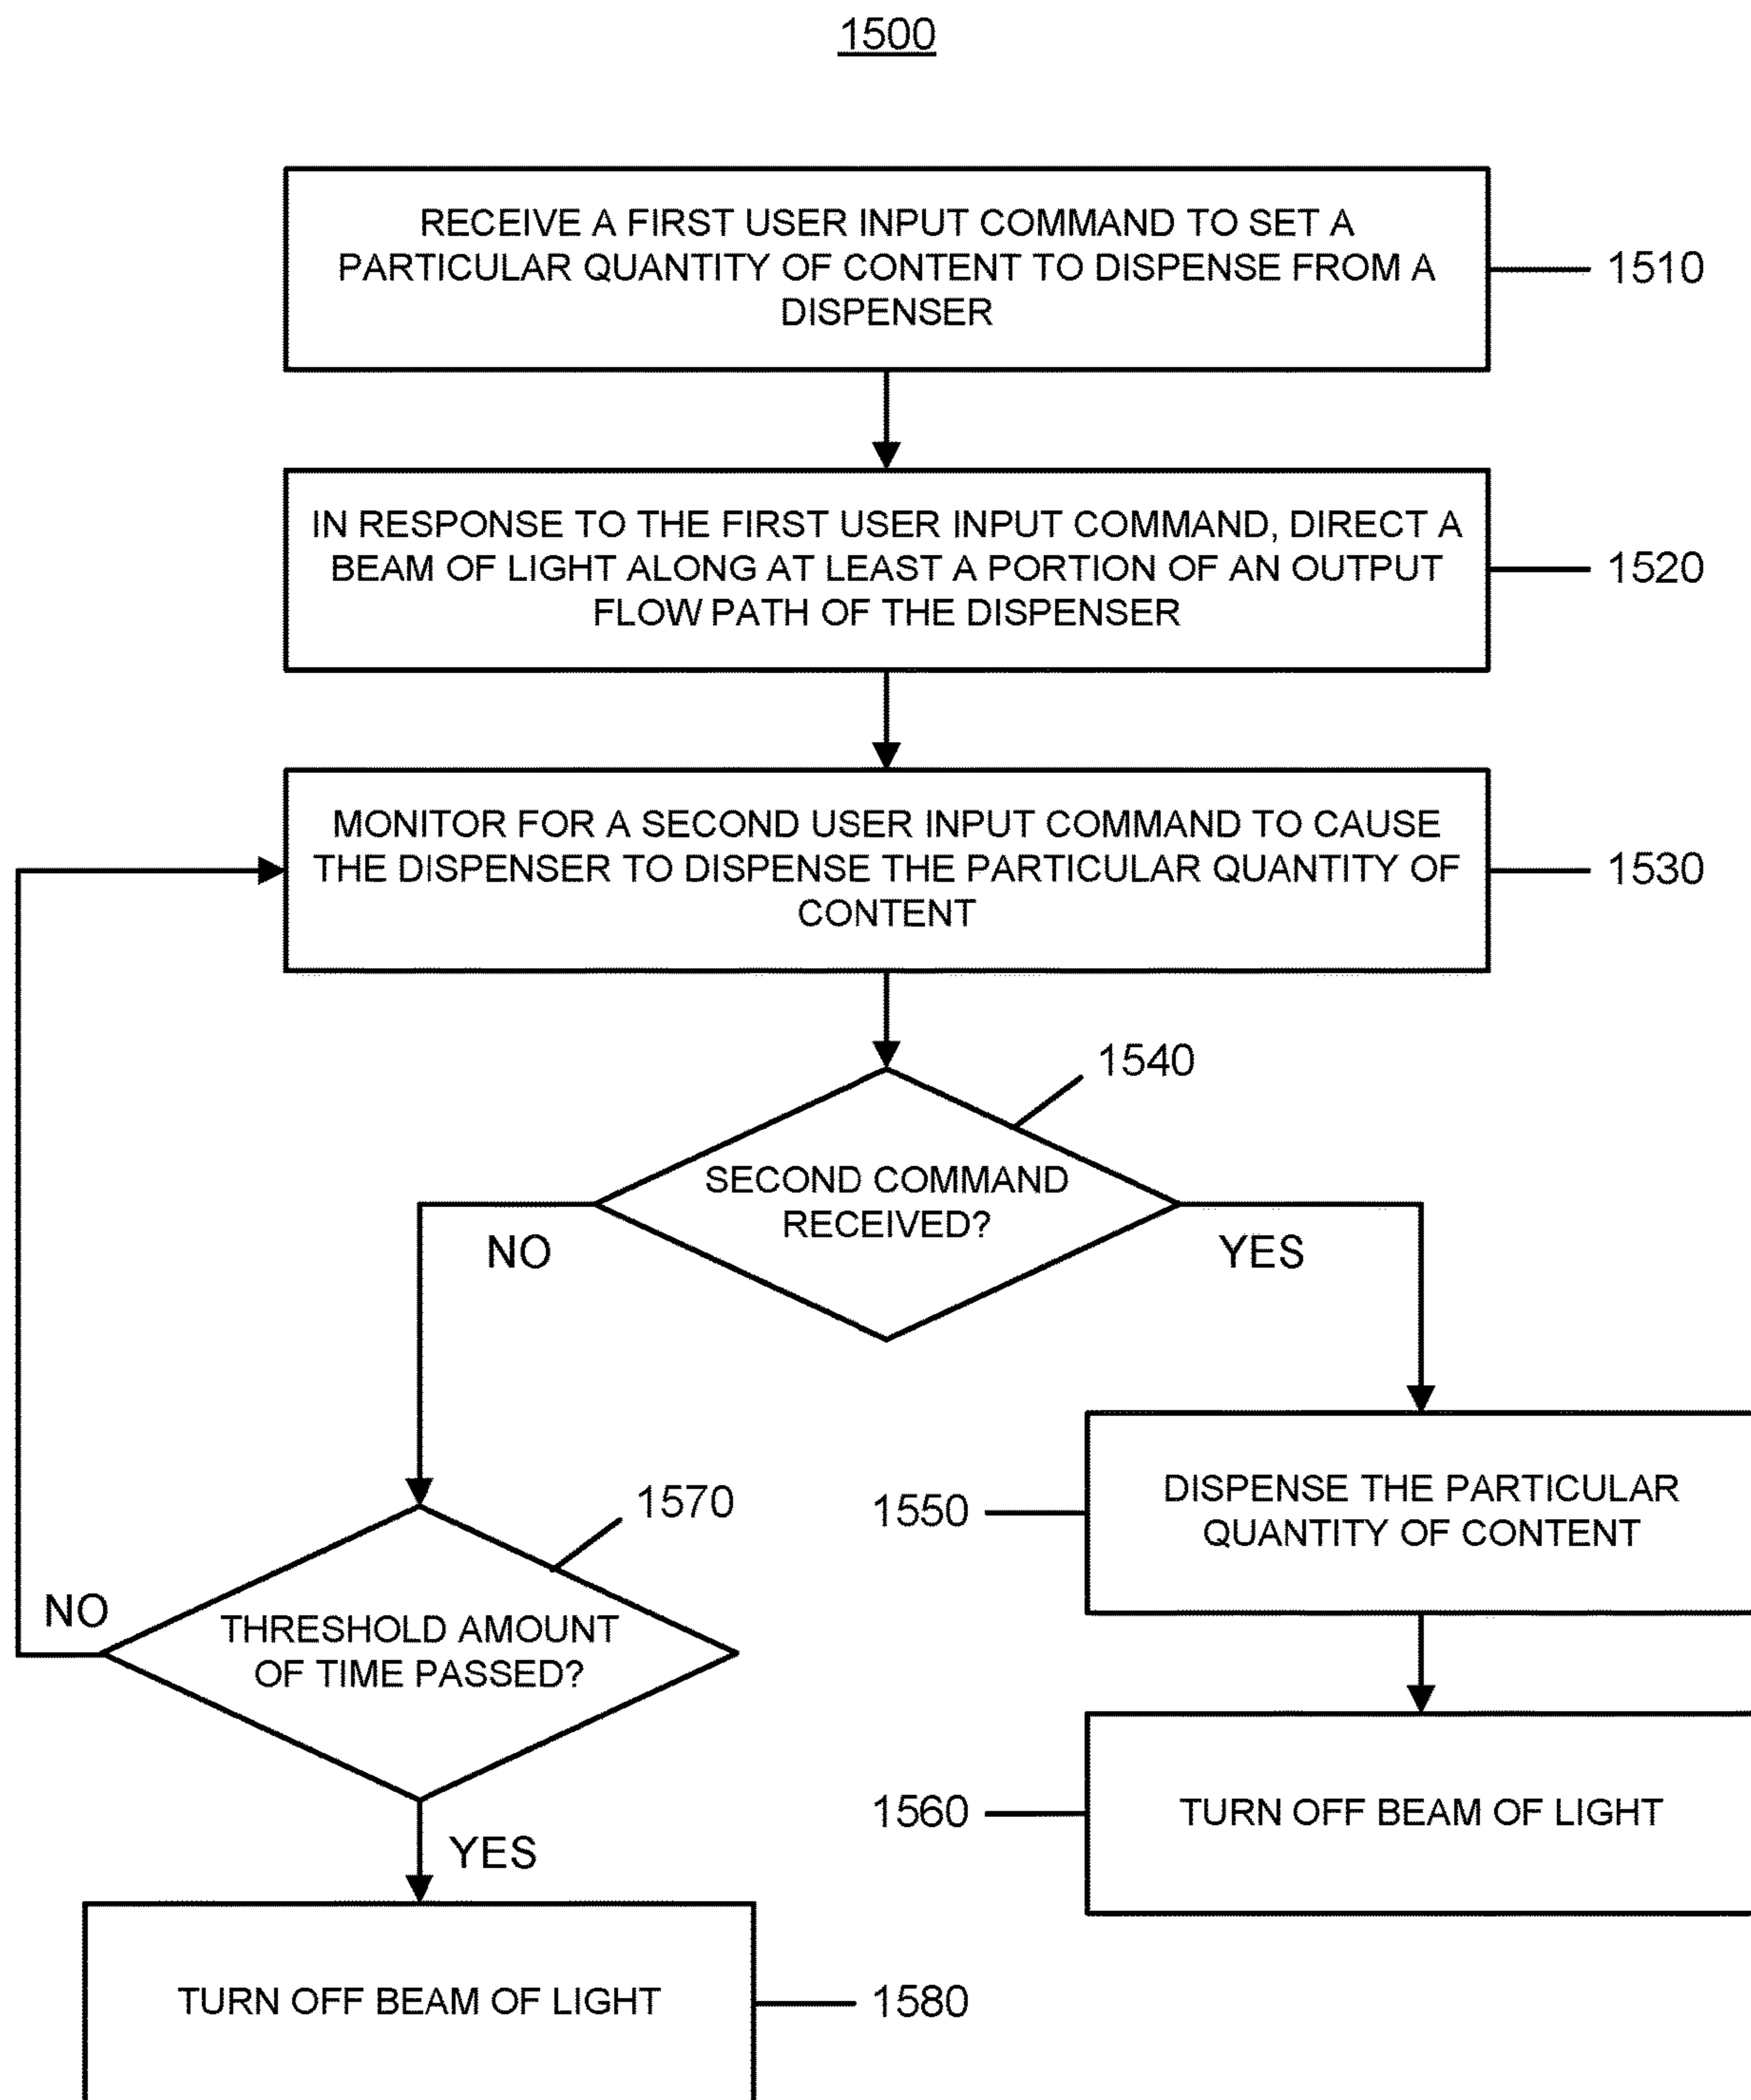 1500
RECEIVE A FIRST USER INPUT COMMAND TO SET A
PARTICULAR QUANTITY OF CONTENT TO DISPENSE FROM A
DISPENSER
1510
IN RESPONSE TO THE FIRST USER INPUT COMMAND, DIRECT A
BEAM OF LIGHT ALONG AT LEAST A PORTION OF AN OUTPUT
FLOW PATH OF THE DISPENSER
1520
MONITOR FOR A SECOND USER INPUT COMMAND TO CAUSE
THE DISPENSER TO DISPENSE THE PARTICULAR QUANTITY OF
CONTENT
1530
1540
SECOND COMMAND
RECEIVED?
NO
YES
1550
DISPENSE THE PARTICULAR
QUANTITY OF CONTENT
1570
THRESHOLD AMOUNT
OF TIME PASSED?
NO
YES
1560
TURN OFF BEAM OF LIGHT
TURN OFF BEAM OF LIGHT
1580